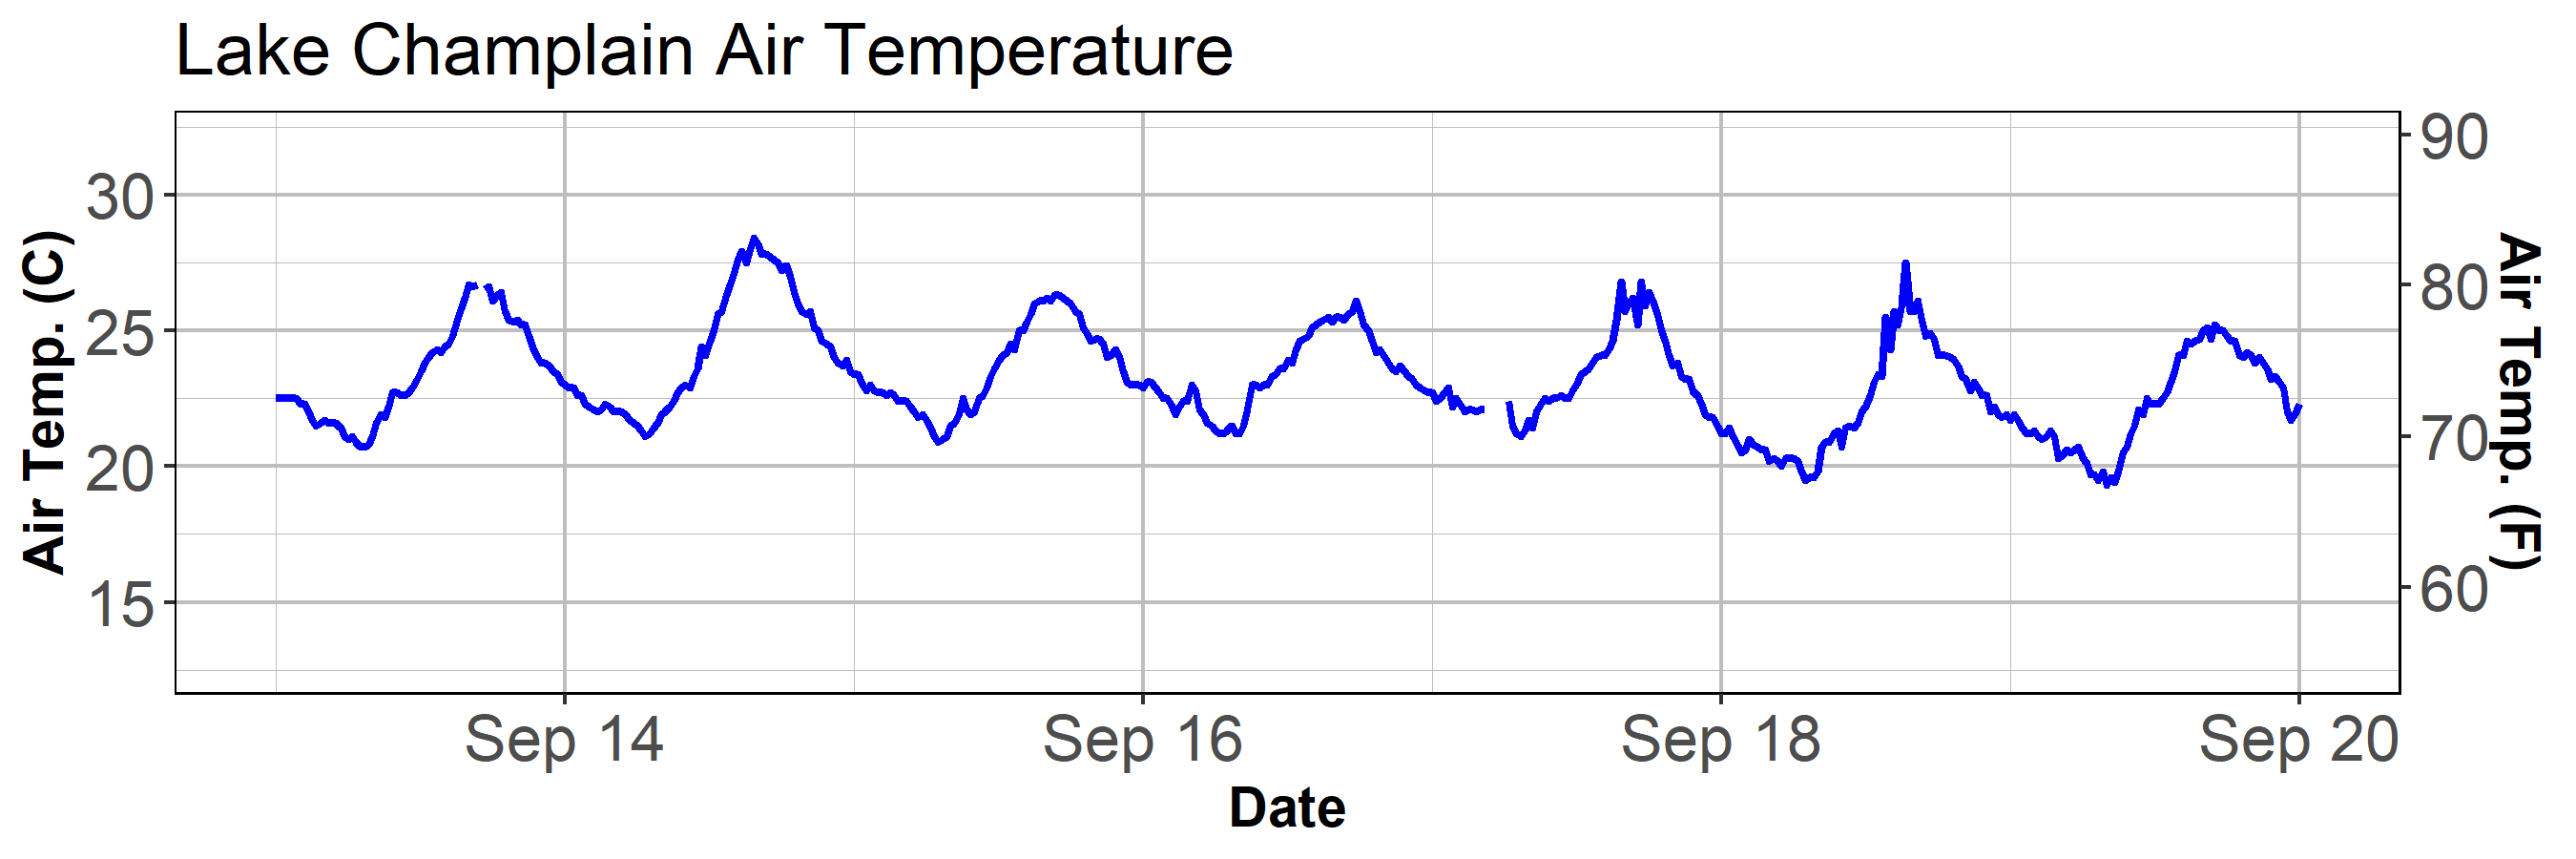 Lake Champlain Air Temperature
Air Temp. (C)
30
25
20
15
90
80
70
60
Air Temp. (F)
Sep 14
Sep 16
Sep 18
Sep 20
Date